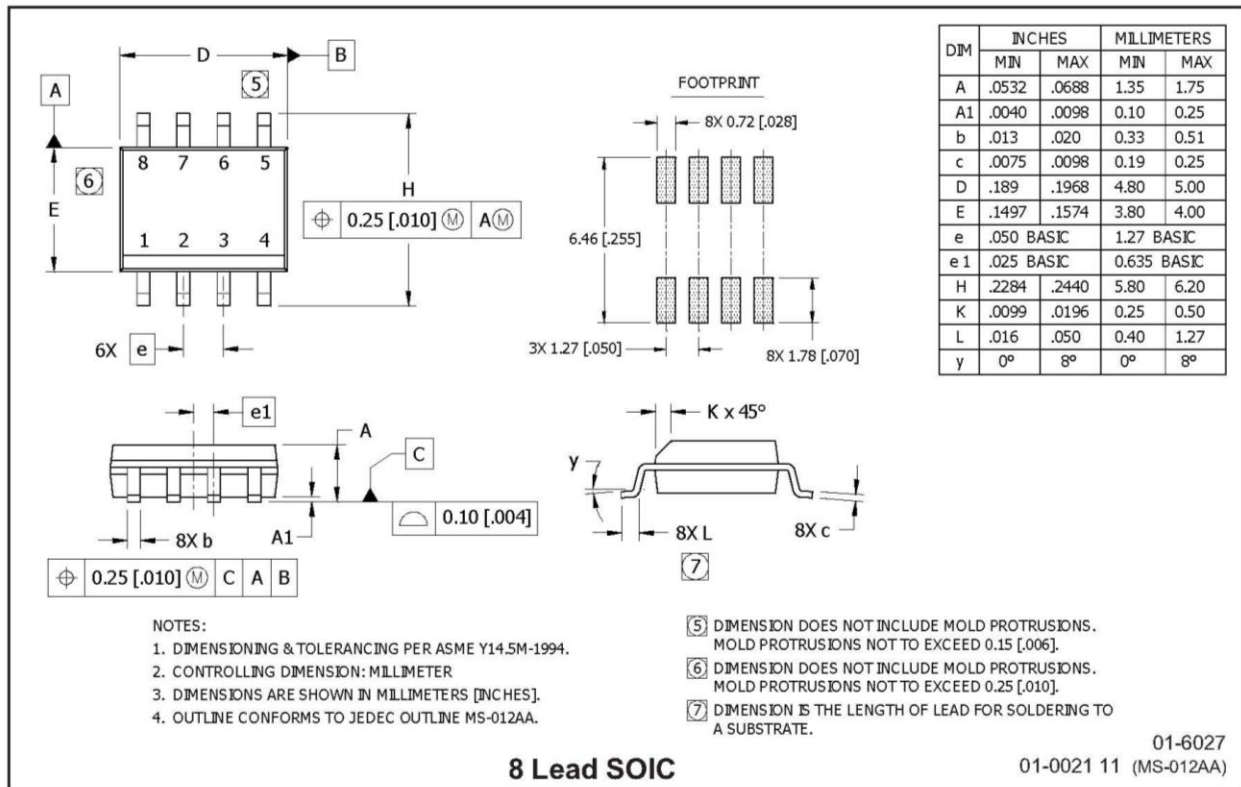 D
B
5
A
8 7 6 5
6
E
H
0.25 [.010] M A M
1 2 3 4
6X e
FOOTPRINT
8X 0.72 [.028]
6.46 [.255]
3X 1.27 [.050]
8X 1.78 [.070]
DIM INCHES MILLIMETERS
MIN MAX MIN MAX
A .0532 .0688 1.35 1.75
A1 .0040 .0098 0.10 0.25
b .013 .020 0.33 0.51
c .0075 .0098 0.19 0.25
D .189 .1968 4.80 5.00
E .1497 .1574 3.80 4.00
e .050 BASIC 1.27 BASIC
e 1 .025 BASIC 0.635 BASIC
H .2284 .2440 5.80 6.20
K .0099 .0196 0.25 0.50
L .016 .050 0.40 1.27
y 0° 8° 0° 8°
e1
A
C
0.10 [.004]
8X b
A1
0.25 [.010] M C A B
K x 45°
y
8X L
8X c
7
NOTES:
1. DIMENSIONING & TOLERANCING PER ASME Y14.5M-1994.
2. CONTROLLING DIMENSION: MILLIMETER
3. DIMENSIONS ARE SHOWN IN MILLIMETERS [INCHES].
4. OUTLINE CONFORMS TO JEDEC OUTLINE MS-012AA.
5 DIMENSION DOES NOT INCLUDE MOLD PROTRUSIONS.
MOLD PROTRUSIONS NOT TO EXCEED 0.15 [.006].
6 DIMENSION DOES NOT INCLUDE MOLD PROTRUSIONS.
MOLD PROTRUSIONS NOT TO EXCEED 0.25 [.010].
7 DIMENSION IS THE LENGTH OF LEAD FOR SOLDERING TO
A SUBSTRATE.
8 Lead SOIC
01-6027
01-0021 11 (MS-012AA)